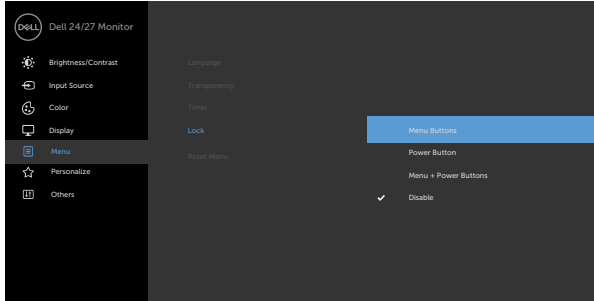 DELL
Dell 24/27 Monitor
Brightness/Contrast
Input Source
Color
Display
Menu
Personalize
Others
Language
Transparency
Timer
Lock
Reset Menu
Menu Buttons
Power Button
Menu + Power Buttons
Disable